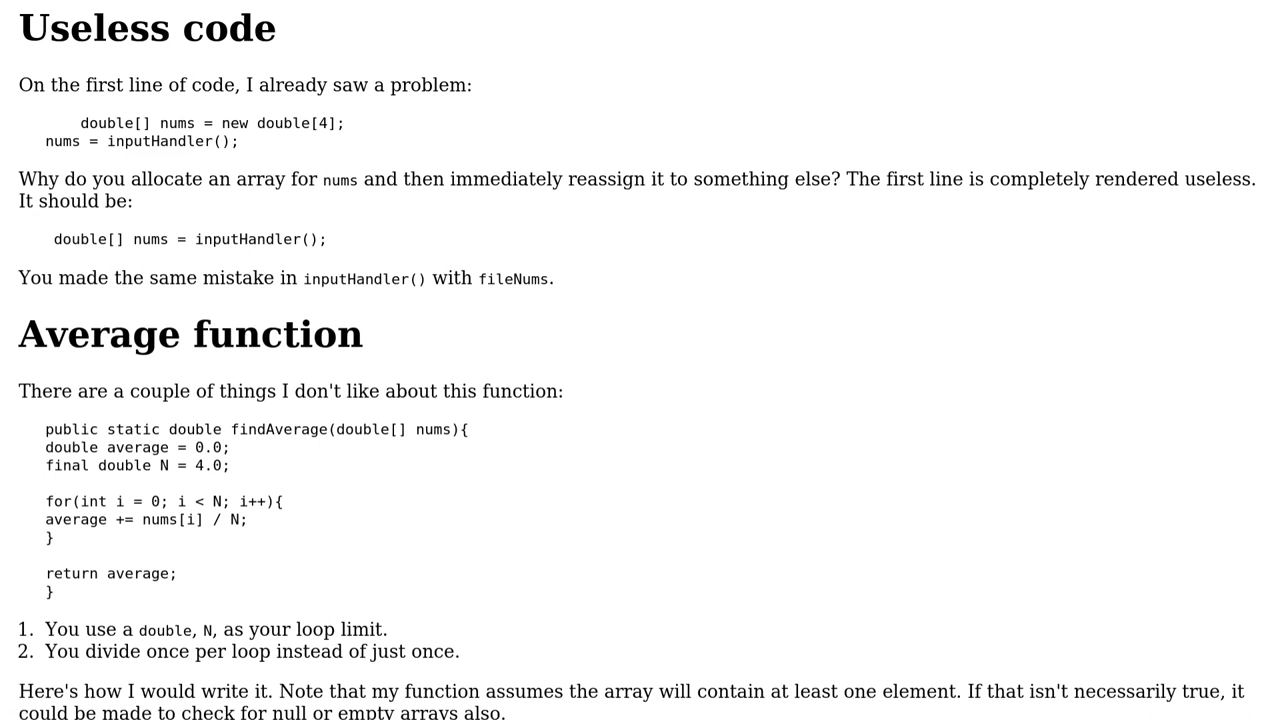 Useless code
On the first line of code, I already saw a problem:
double[] nums = new double[4];
nums = inputHandler();
Why do you allocate an array for nums and then immediately reassign it to something else? The first line is completely rendered useless.
It should be:
double[] nums = inputHandler();
You made the same mistake in inputHandler() with fileNums.
Average function
There are a couple of things I don't like about this function:
public static double findAverage(double[] nums){
double average = 0.0;
final double N = 4.0;
for(int i = 0; i < N; i++){
average += nums[i] / N;
}
return average;
}
1. You use a double, N, as your loop limit.
2. You divide once per loop instead of just once.
Here's how I would write it. Note that my function assumes the array will contain at least one element. If that isn't necessarily true, it
could be made to check for null or empty arrays also.